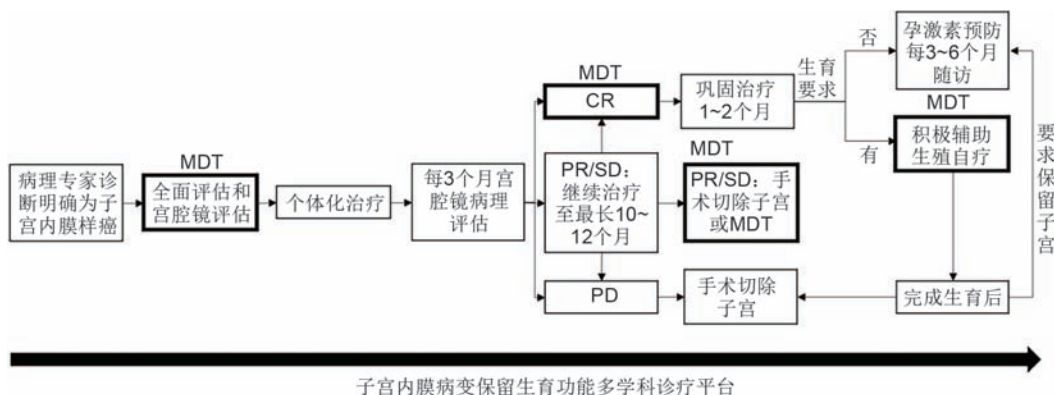 病理专家诊
断明确为子
宫内膜样癌
MDT
全面评估和
宫腔镜评估
个体化治疗
每3个月宫
腔镜病理
评估
MDT
CR
PR/SD:
继续治疗
至最长10~
12个月
PD
巩固治疗
1~2个月
MDT
PR/SD: 手
术切除子宫
或MDT
手术切除
子宫
生育
要求
否
有
孕激素预防
每3~6个月
随访
MDT
积极辅助
生殖自疗
完成生育后
要求保留子宫
子宫内膜病变保留生育功能多学科诊疗平台